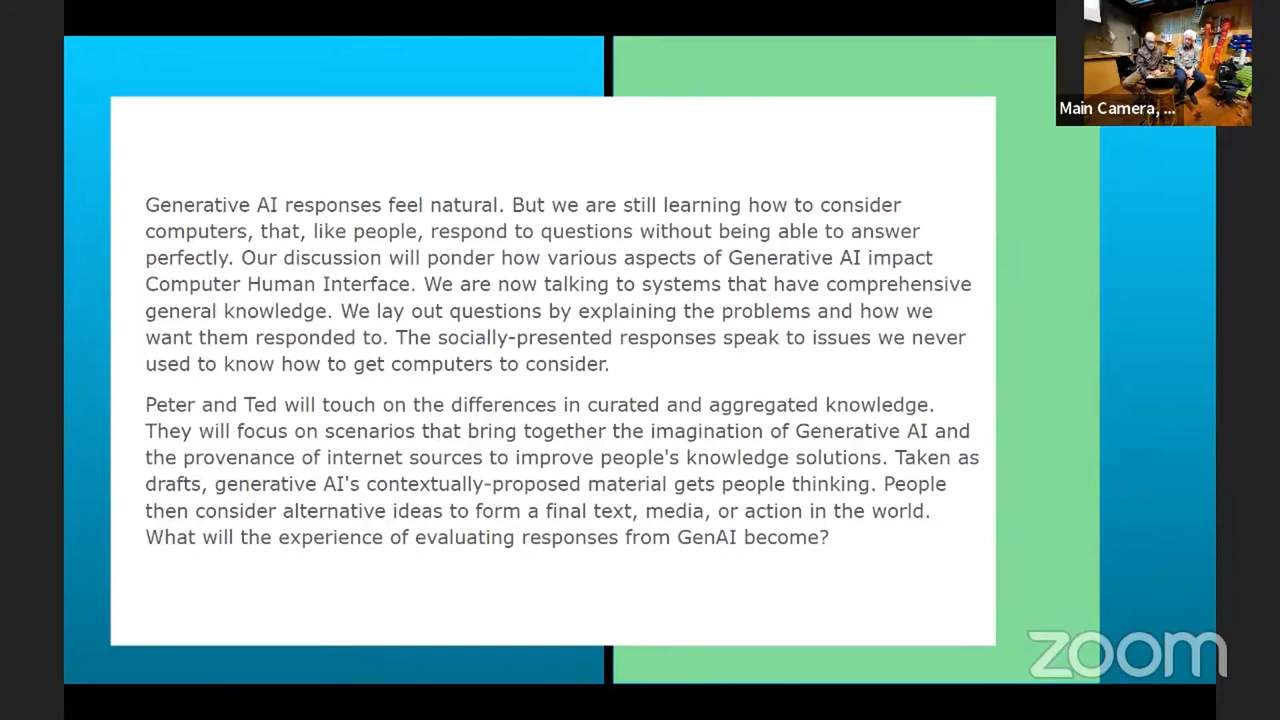 Main Camera, ...
Generative AI responses feel natural. But we are still learning how to consider
computers, that, like people, respond to questions without being able to answer
perfectly. Our discussion will ponder how various aspects of Generative AI impact
Computer Human Interface. We are now talking to systems that have comprehensive
general knowledge. We lay out questions by explaining the problems and how we
want them responded to. The socially-presented responses speak to issues we never
used to know how to get computers to consider.
Peter and Ted will touch on the differences in curated and aggregated knowledge.
They will focus on scenarios that bring together the imagination of Generative AI and
the provenance of internet sources to improve people's knowledge solutions. Taken as
drafts, generative AI's contextually-proposed material gets people thinking. People
then consider alternative ideas to form a final text, media, or action in the world.
What will the experience of evaluating responses from GenAI become?
zoom